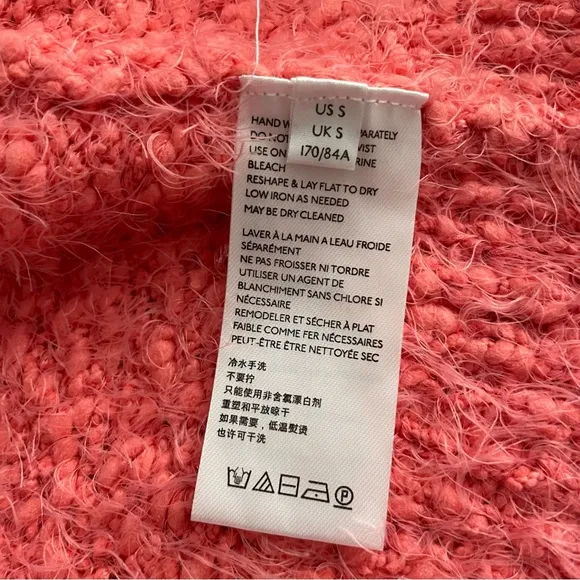 US S
UK S
170/84A
HAND W PARATELY
DO NOT IST
USE ON RINE
BLEACH
RESHAPE & LAY FLAT TO DRY
LOW IRON AS NEEDED
MAY BE DRY CLEANED
LAVER À LA MAIN A LEAU FROIDE
SÉPARÉMENT
NE PAS FROISSER NI TORDRE
UTILISER UN AGENT DE
BLANCHIMENT SANS CHLORE SI
NÉCESSAIRE
REMODELER ET SÉCHER À PLAT
FAIBLE COMME FER NÉCESSAIRES
PEUT-ÊTRE ÊTRE NETTOYÉE SEC
冷水手洗
不要拧
只能使用非含氯漂白剂
重塑和平放晾干
如果需要，低温熨烫
也许可干洗
P